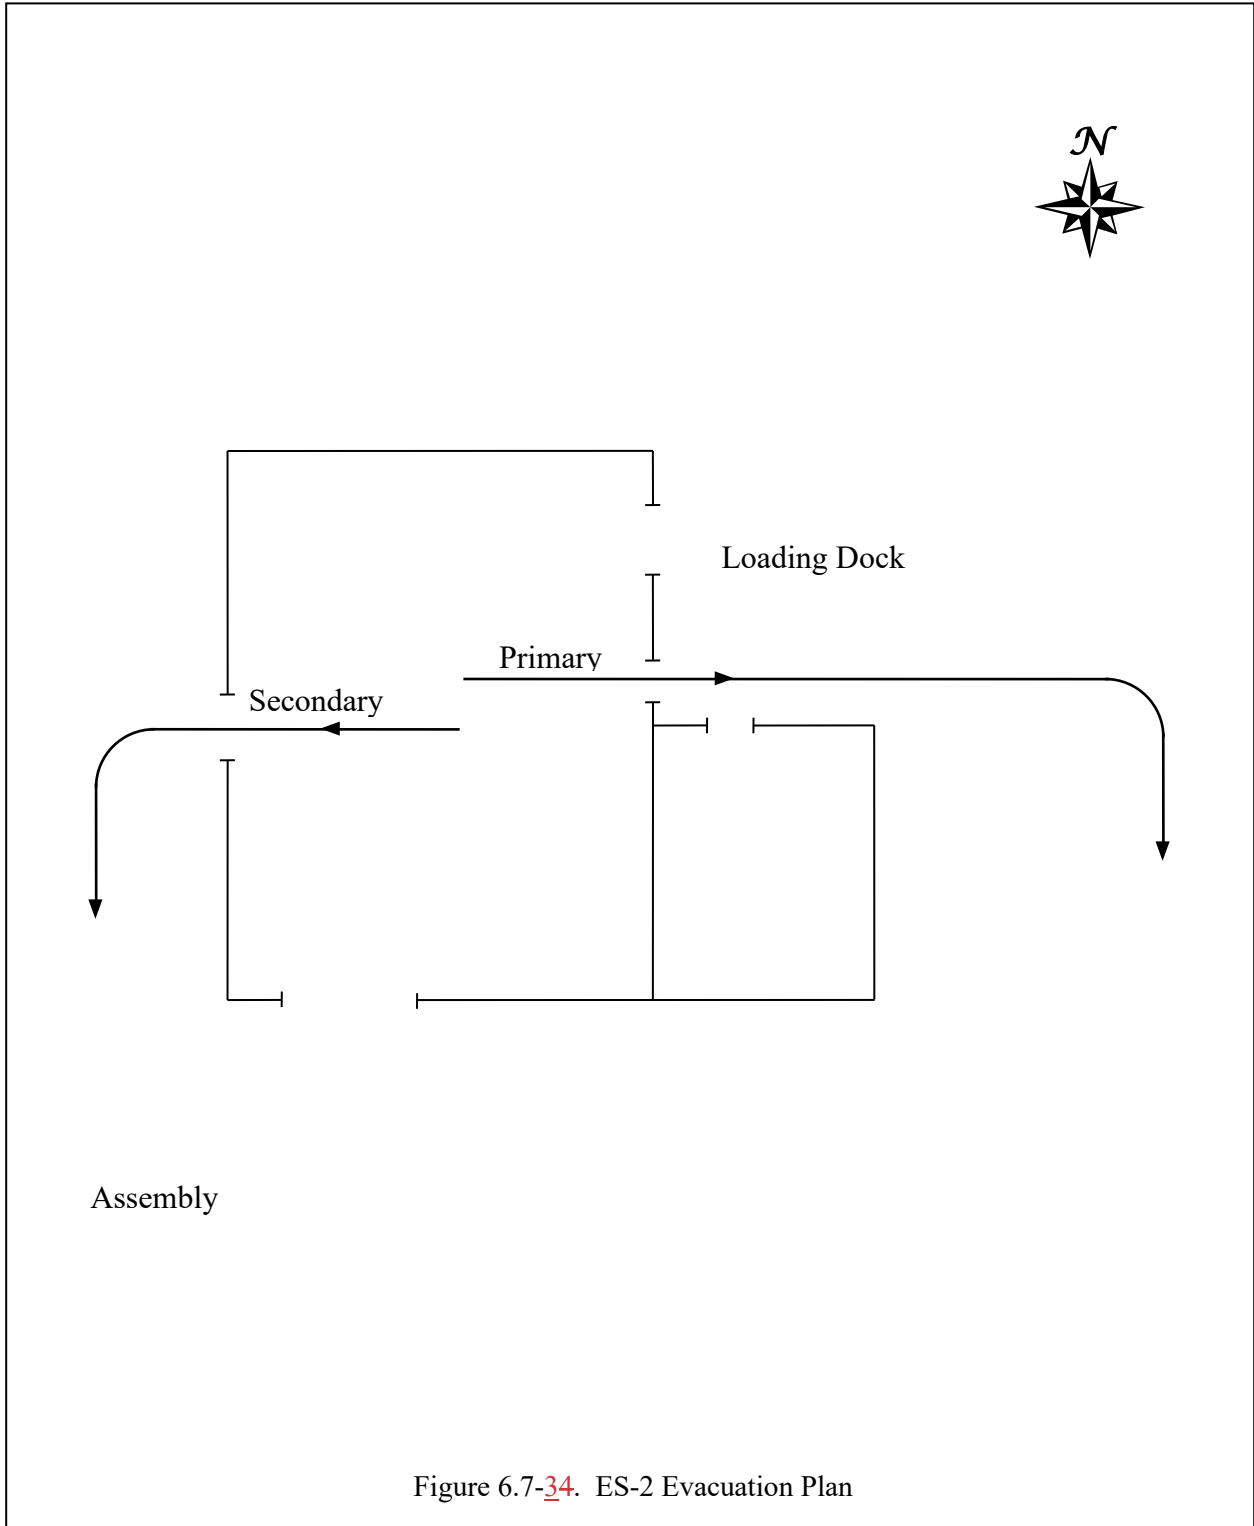 N
Loading Dock
Primary
Secondary
Assembly
Figure 6.7-34. ES-2 Evacuation Plan